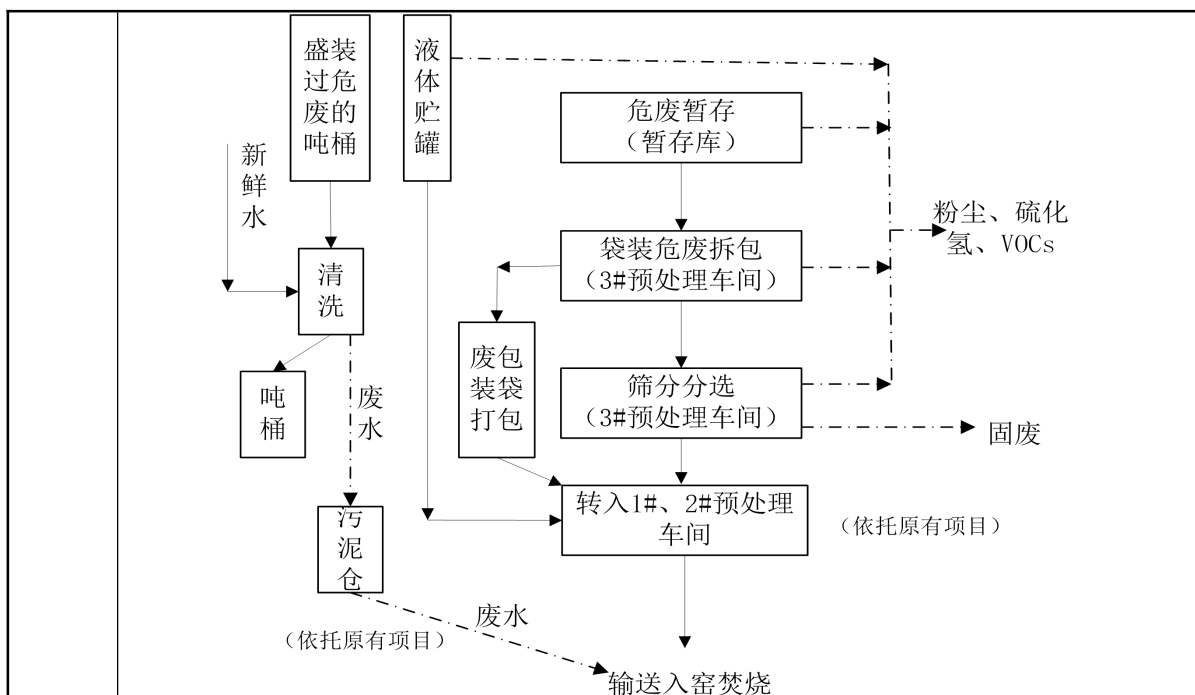 盛装
过危
废的
吨桶
液
体
贮
罐
危废暂存
（暂存库）
新
鲜
水
粉尘、硫化
氢、VOCs
袋装危废拆包
(3#预处理车间)
清
洗
废包
装袋
打包
筛分分选
(3#预处理车间)
吨
桶
废
水
固废
转入1#、2#预处理
车间
（依托原有项目）
污
泥
仓
废水
（依托原有项目）
输送入窑焚烧